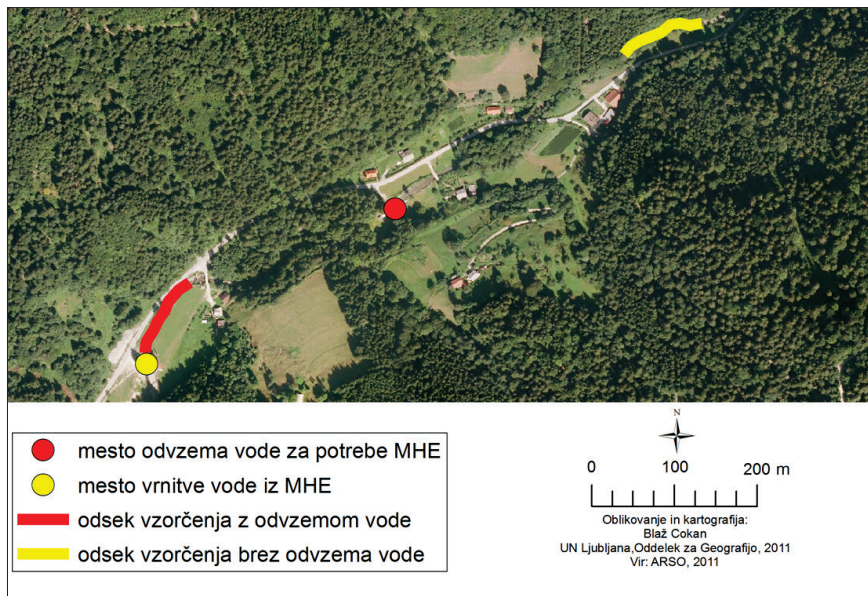 mesto odvzema vode za potrebe MHE
mesto vrnitve vode iz MHE
odsek vzorčenja z odvzemom vode
odsek vzorčenja brez odvzema vode
N
0 100 200 m
Oblikovanje in kartografija:
Blaž Cokan
UN Ljubljana,Oddelek za Geografijo, 2011
Vir: ARSO, 2011